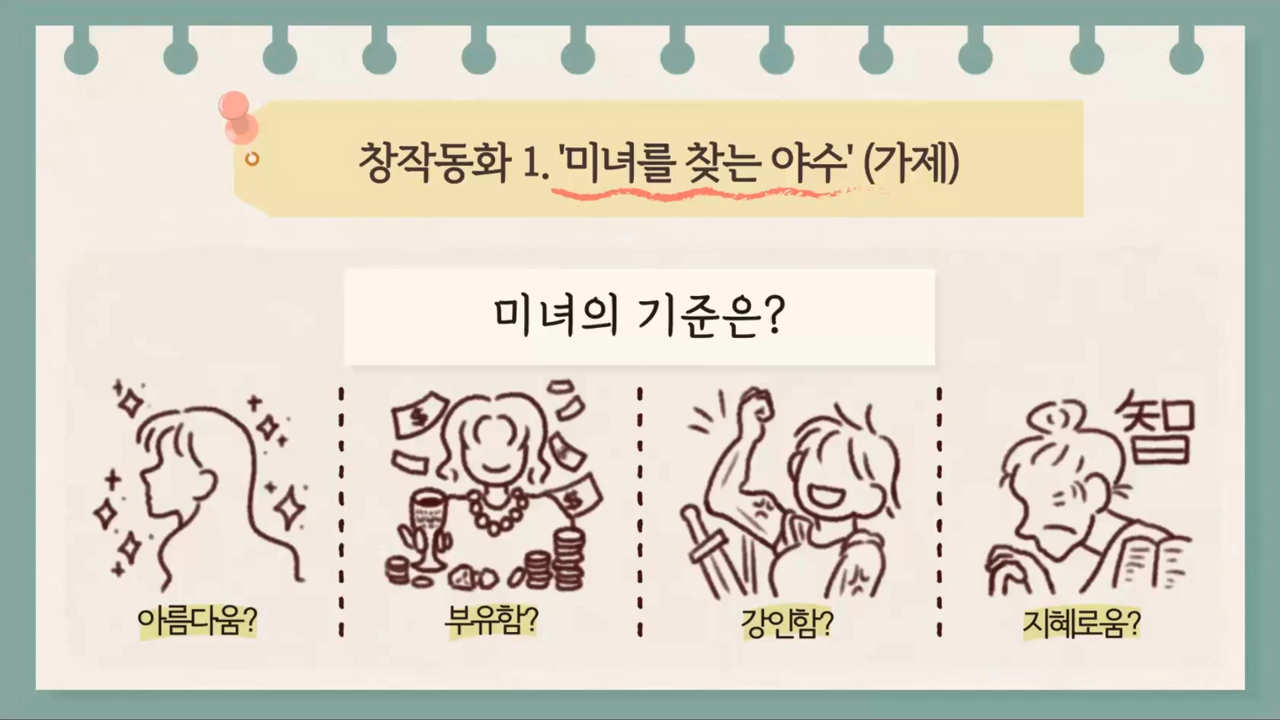 창작동화 1. '미녀를 찾는 야수' (가제)
미녀의 기준은?
$
$
智
아름다움?
부유함?
강인함?
지혜로움?